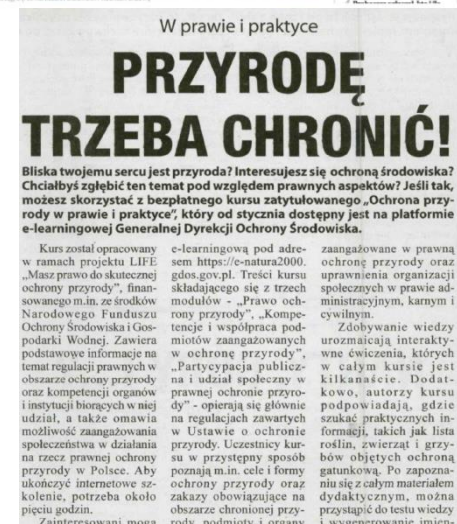 W prawie i praktyce
PRZYRODĘ
TRZEBA CHRONIĆ!
Bliska twojemu sercu jest przyroda? Interesujesz się ochroną środowiska?
Chciałbyś zgłębić ten temat pod względem prawnych aspektów? Jeśli tak,
możesz skorzystać z bezpłatnego kursu zatytułowanego „Ochrona przy-
rody w prawie i praktyce”, który od stycznia dostępny jest na platformie
e-learningowej Generalnej Dyrekcji Ochrony Środowiska.
Kurs został opracowany
w ramach projektu LIFE
„Masz prawo do skutecznej
ochrony przyrody”, finan-
sowanego m.in. ze środków
Narodowego Funduszu
Ochrony Środowiska i Gos-
podarki Wodnej. Zawiera
podstawowe informacje na
temat regulacji prawnych w
obszarze ochrony przyrody
oraz kompetencji organów
i instytucji biorących w niej
udział, a także omawia
możliwość zaangażowania
społeczeństwa w działania
na rzecz prawnej ochrony
przyrody w Polsce. Aby
ukończyć internetowe sz-
kolenie, potrzeba około
pięciu godzin.
Zainteresowani mogą
e-learningową pod adre-
sem https://e-natura2000.
gdos.gov.pl. Treści kursu
składającego się z trzech
modułów - „Prawo och-
rony przyrody”, „Kompe-
tencje i współpraca pod-
miotów zaangażowanych
w ochronę przyrody”,
„Partycypacja publicz-
na i udział społeczny w
prawnej ochronie przyro-
dy” - opierają się głównie
na regulacjach zawartych
w Ustawie o ochronie
przyrody. Uczestnicy kur-
su w przystępny sposób
poznają m.in. cele i formy
ochrony przyrody oraz
zakazy obowiązujące na
obszarze chronionej przy-
rody, podmioty i organy
zaangażowane w prawną
ochronę przyrody i
uprawnienia organizacji
społecznych w prawie ad-
ministracyjnym, karnym i
cywilnym.
Zdobywanie wiedzy
urozmaicają interakty-
wne ćwiczenia, których
w całym kursie jest
kilkanaście. Dodat-
kowo, autorzy kursu
podpowiadają, gdzie
szukać praktycznych in-
formacji, takich jak lista
roślin, zwierząt i grzy-
bów objętych ochroną
gatunkową. Po zapozna-
niu się z całym materiałem
dydaktycznym, można
przystąpić do testu wiedzy
i wygenerowanie imien-